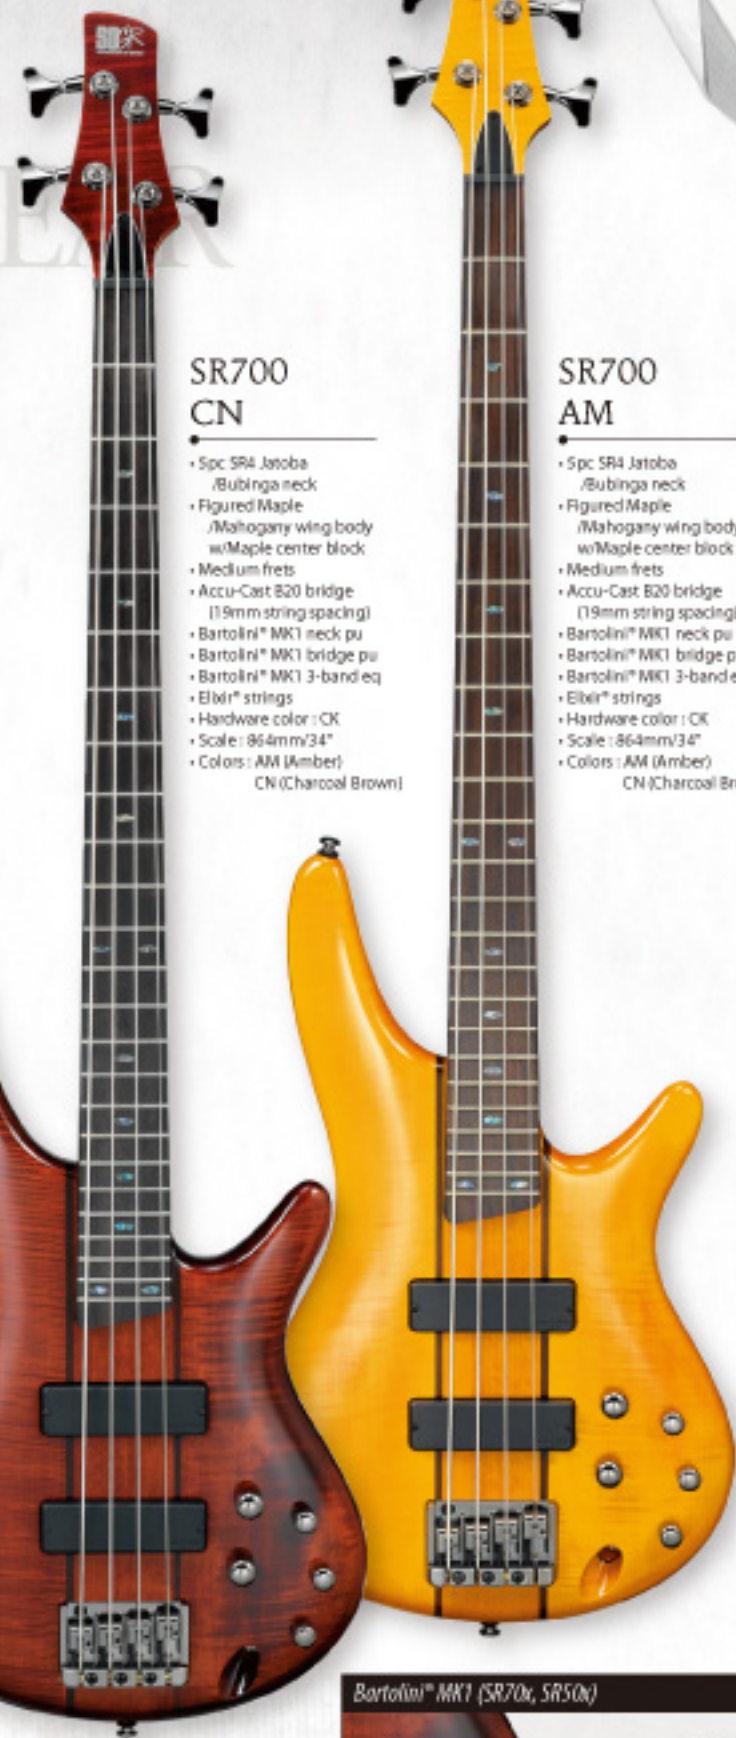 SR700
CN
• 5pc SR4 Jatoba
/Bubinga neck
• Figured Maple
/Mahogany wing body
w/Maple center block
• Medium frets
• Accu-Cast B20 bridge
(19mm string spacing)
• Bartolini® MK1 neck pu
• Bartolini® MK1 bridge pu
• Bartolini® MK1 3-band eq
• Elixir® strings
• Hardware color : CK
• Scale : 864mm/34"
• Colors : AM (Amber)
CN (Charcoal Brown)
SR700
AM
• 5pc SR4 Jatoba
/Bubinga neck
• Figured Maple
/Mahogany wing body
w/Maple center block
• Medium frets
• Accu-Cast B20 bridge
(19mm string spacing)
• Bartolini® MK1 neck pu
• Bartolini® MK1 bridge p
• Bartolini® MK1 3-band e
• Elixir® strings
• Hardware color : CK
• Scale : 864mm/34"
• Colors : AM (Amber)
CN (Charcoal Br
Bartolini® MK1 (SR70x, SR50x)